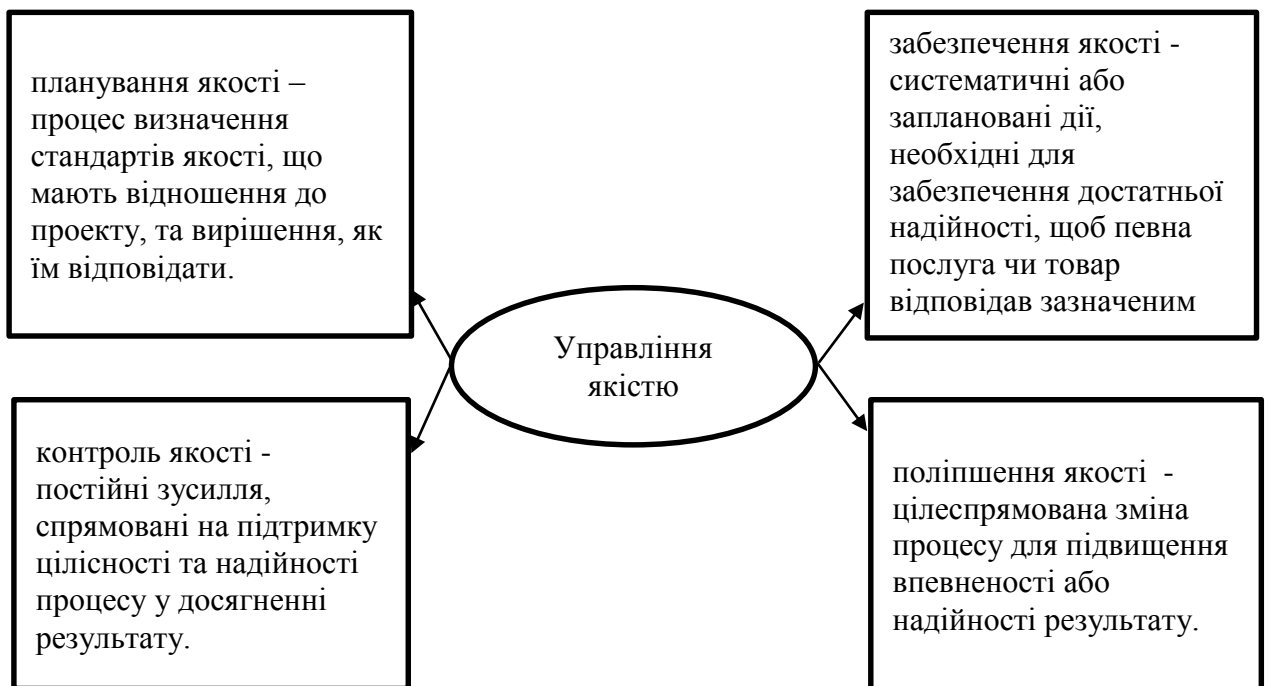 планування якості –
процес визначення
стандартів якості, що
мають відношення до
проекту, та вирішення, як
їм відповідати.
забезпечення якості -
систематичні або
заплановані дії,
необхідні для
забезпечення достатньої
надійності, щоб певна
послуга чи товар
відповідав зазначеним
Управління
якістю
контроль якості -
постійні зусилля,
спрямовані на підтримку
цілісності та надійності
процесу у досягненні
результату.
поліпшення якості -
цілеспрямована зміна
процесу для підвищення
впевненості або
надійності результату.